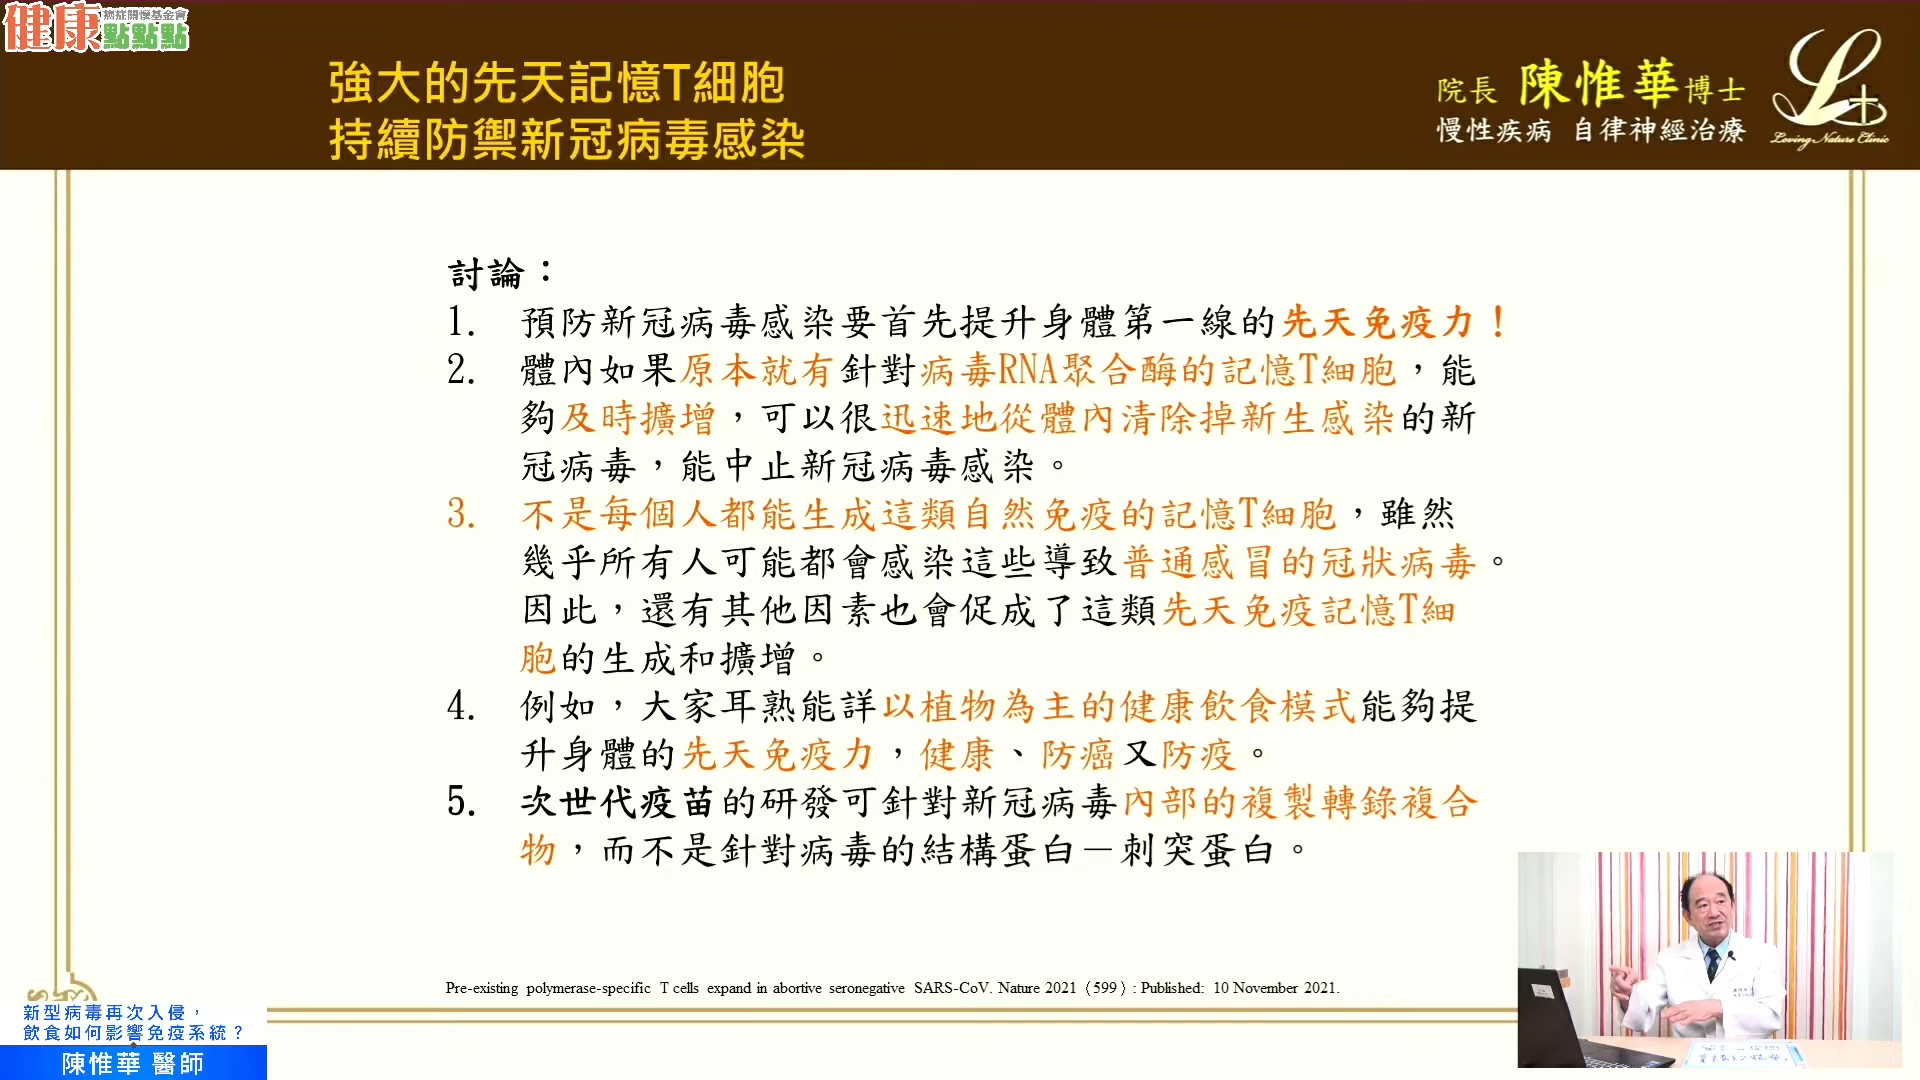 健康點點點
癌症關懷基金會
強大的先天記憶T細胞
持續防禦新冠病毒感染
院長 陳惟華博士
慢性疾病 自律神經治療
Loving Nature Clinic
討論：
1. 預防新冠病毒感染要首先提升身體第一線的先天免疫力！
2. 體內如果原本就有針對病毒RNA聚合酶的記憶T細胞，能
夠及時擴增，可以很迅速地從體內清除掉新生感染的新
冠病毒，能中止新冠病毒感染。
3. 不是每個人都能生成這類自然免疫的記憶T細胞，雖然
幾乎所有人可能都會感染這些導致普通感冒的冠狀病毒。
因此，還有其他因素也會促成了這類先天免疫記憶T細
胞的生成和擴增。
4. 例如，大家耳熟能詳以植物為主的健康飲食模式能夠提
升身體的先天免疫力，健康、防癌又防疫。
5. 次世代疫苗的研發可針對新冠病毒內部的複製轉錄複合
物，而不是針對病毒的結構蛋白－刺突蛋白。
Pre-existing polymerase-specific T cells expand in abortive seronegative SARS-CoV. Nature 2021 (599) : Published: 10 November 2021.
新型病毒再次入侵，
飲食如何影響免疫系統？
陳惟華 醫師